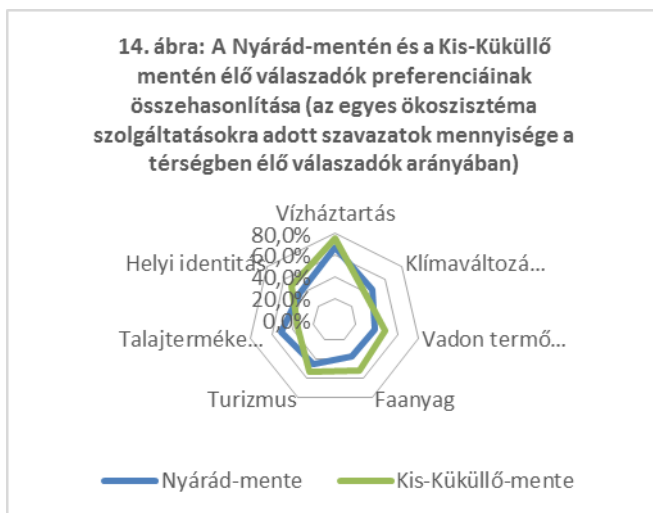 14. ábra: A Nyárád-mentén és a Kis-Küküllő
mentén élő válaszadók preferenciáinak
összehasonlítása (az egyes ökoszisztéma
szolgáltatásokra adott szavazatok mennyisége a
térségben élő válaszadók arányában)
Vízháztartás
80,0%
60,0%
40,0%
20,0%
0,0%
Helyi identitás
Klímaváltozá...
Talajterméke...
Vadon termő...
Turizmus
Faanyag
Nyárád-mente
Kis-Küküllő-mente